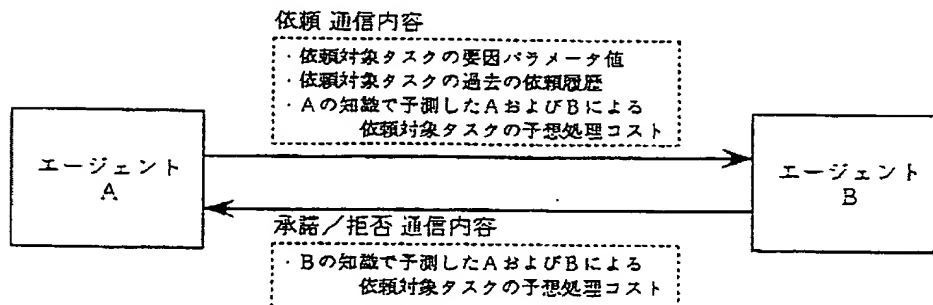 依頼 通信内容
・依頼対象タスクの要因パラメータ値
・依頼対象タスクの過去の依頼履歴
・Aの知識で予測したAおよびBによる
依頼対象タスクの予想処理コスト
エージェント
A
エージェント
B
承諾／拒否 通信内容
・Bの知識で予測したAおよびBによる
依頼対象タスクの予想処理コスト